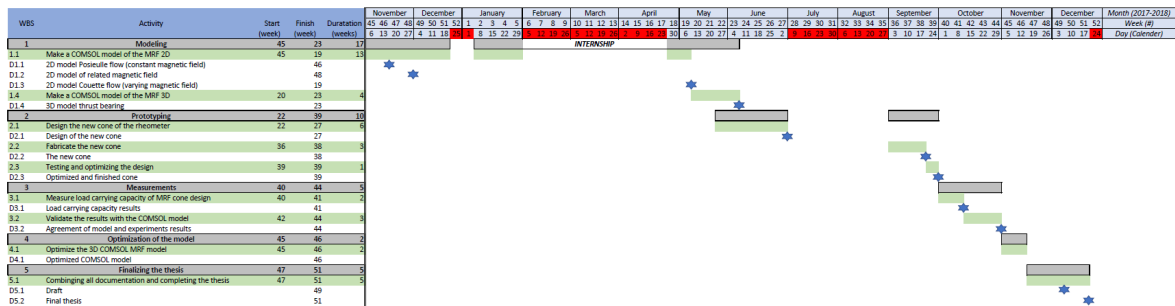 WBS Activity Start Finish Duratation November December January February March April May June July August September October November December Month (2017-2018)
(week) (week) (weeks) 45 46 47 48 49 50 51 52 1 2 3 4 5 6 7 8 9 10 11 12 13 14 15 16 17 18 19 20 21 22 23 24 25 26 27 28 29 30 31 32 33 34 35 36 37 38 39 40 41 42 43 44 45 46 47 48 49 50 51 52 Week (#)
6 13 20 27 4 11 18 25 1 8 15 22 29 5 12 19 26 5 12 19 26 2 9 16 23 30 6 13 20 27 4 11 18 25 2 9 16 6 13 20 27 3 10 17 24 1 8 15 22 29 5 12 19 26 3 10 17 24 Day (Calender)
1 Modeling 45 23 17 INTERNSHIP
1.1 Make a COMSOL model of the MRF 2D 45 19 13
D1.1 2D model Posieulle flow (constant magnetic field) 46
D1.2 2D model of related magnetic field 48
D1.3 2D model Couette flow (varying magnetic field) 19
1.4 Make a COMSOL model of the MRF 3D 20 23 4
D1.4 3D model thrust bearing 23
2 Prototyping 22 39 10
2.1 Design the new cone of the rheometer 22 27 6
D2.1 Design of the new cone 27
2.2 Fabricate the new cone 36 38 3
D2.2 The new cone 38
2.3 Testing and optimizing the design 39 39 1
D2.3 Optimized and finished cone 39
3 Measurements 40 44 5
3.1 Measure load carrying capacity of MRF cone design 40 41 2
D3.1 Load carrying capacity results 41
3.2 Validate the results with the COMSOL model 42 44 3
D3.2 Agreement of model and experiments results 44
4 Optimization of the model 45 46 2
4.1 Optimize the 3D COMSOL MRF model 45 46 2
D4.1 Optimized COMSOL model 46
5 Finalizing the thesis 47 51 5
5.1 Combinging all documentation and completing the thesis 47 51 5
D5.1 Draft 49
D5.2 Final thesis 51